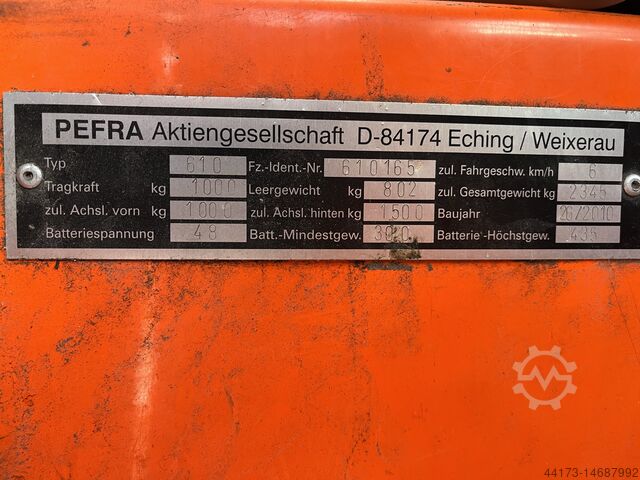 PEFRA Aktiengesellschaft D-84174 Eching / Weixerau
Typ 610 Fz.-Ident.-Nr. 610165 zul. Fahrgeschw. km/h 6
Tragkraft kg 1000 Leergewicht kg 802 zul. Gesamtgewicht kg 2345
zul. Achsl. vorn kg 1000 zul. Achsl. hinten kg 1500 Baujahr 26/2010
Batteriespannung 48 Batt.-Mindestgew. 300 Batterie-Höchstgew. 435
44173-14687992